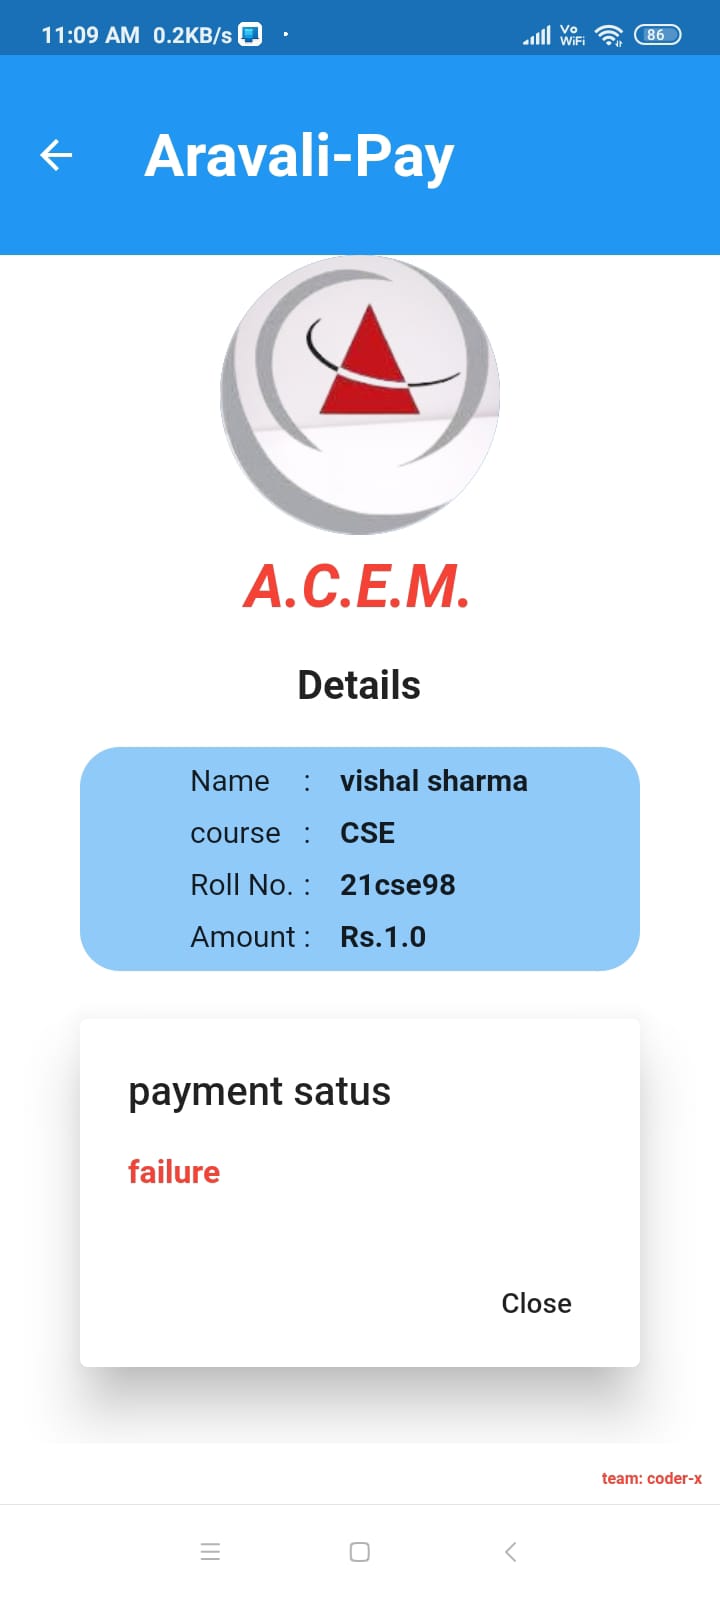 11:09 AM 0.2KB/s Vo WiFi 86
Aravali-Pay
A.C.E.M.
Details
Name : vishal sharma
course : CSE
Roll No. : 21cse98
Amount : Rs.1.0
payment satus
failure
Close
team: coder-x